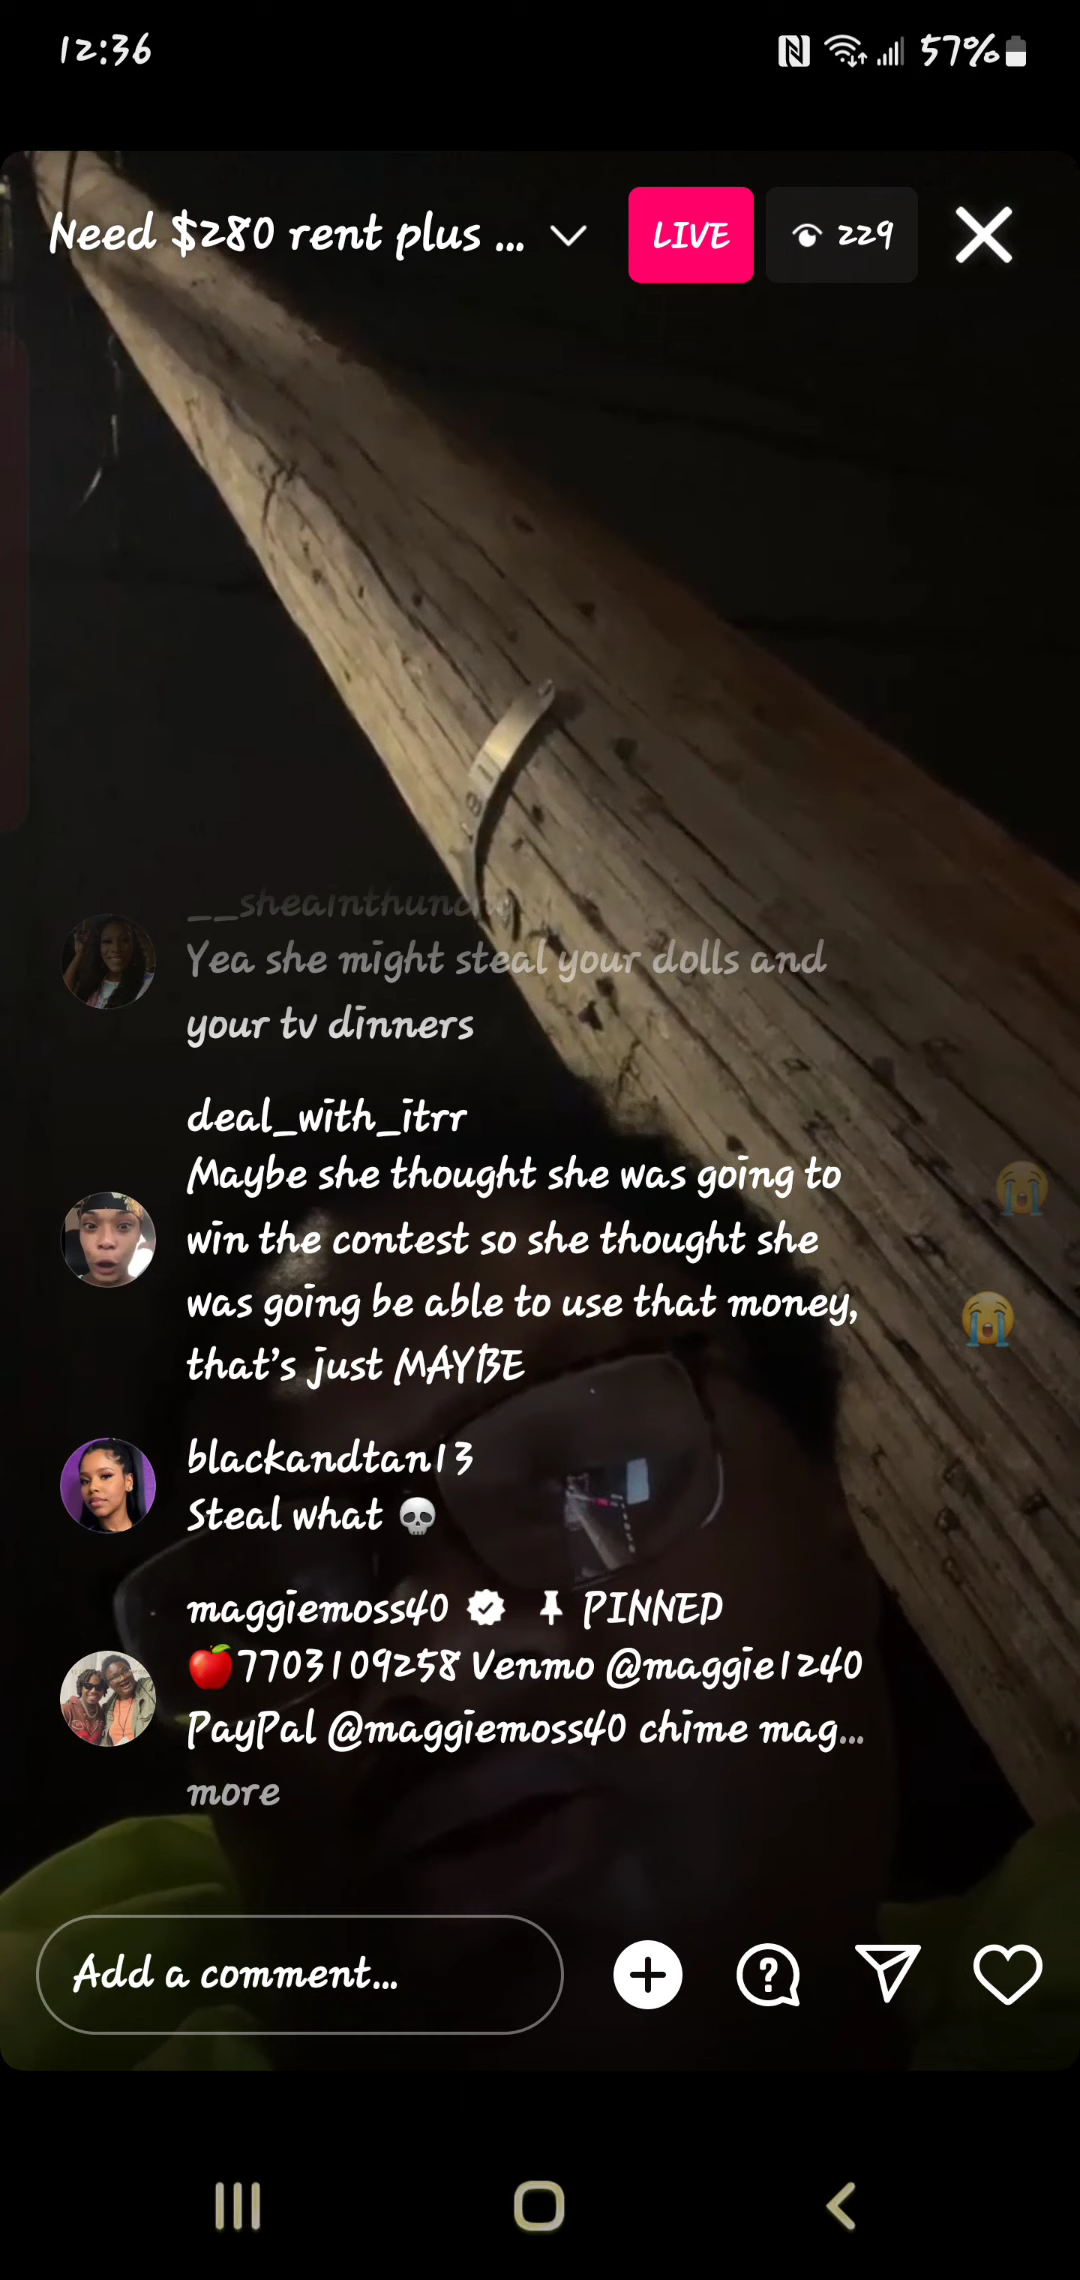 12:36
57%
Need $280 rent plus ...
LIVE
229
Yea she might steal your dolls and
your tv dinners
deal_with_itrr
Maybe she thought she was going to
win the contest so she thought she
was going be able to use that money,
that's just MAYBE
blackandtan13
Steal what 💀
maggiemoss40 PINNED
🍎7703109258 Venmo @maggie1240
PayPal @maggiemoss40 chime mag...
more
Add a comment...